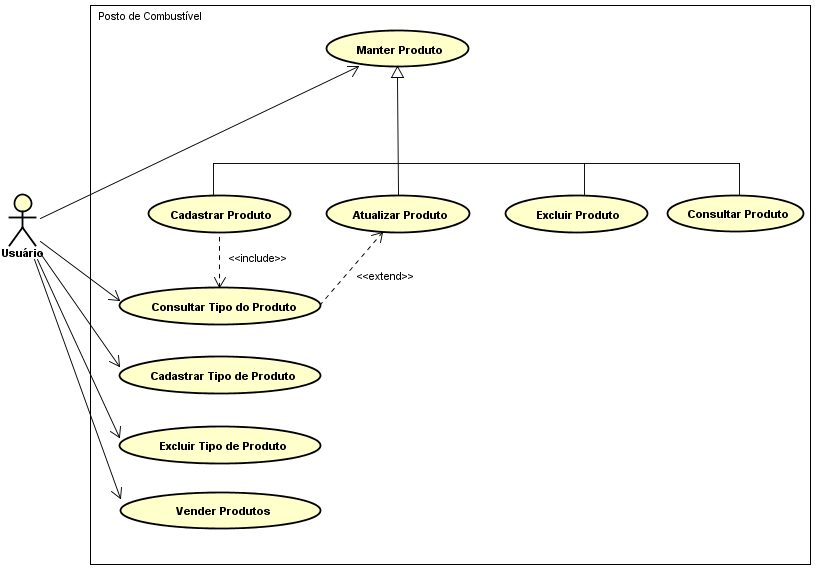 Posto de Combustível
Manter Produto
Cadastrar Produto
Atualizar Produto
Excluir Produto
Consultar Produto
Usuário
<<include>>
<<extend>>
Consultar Tipo do Produto
Cadastrar Tipo de Produto
Excluir Tipo de Produto
Vender Produtos